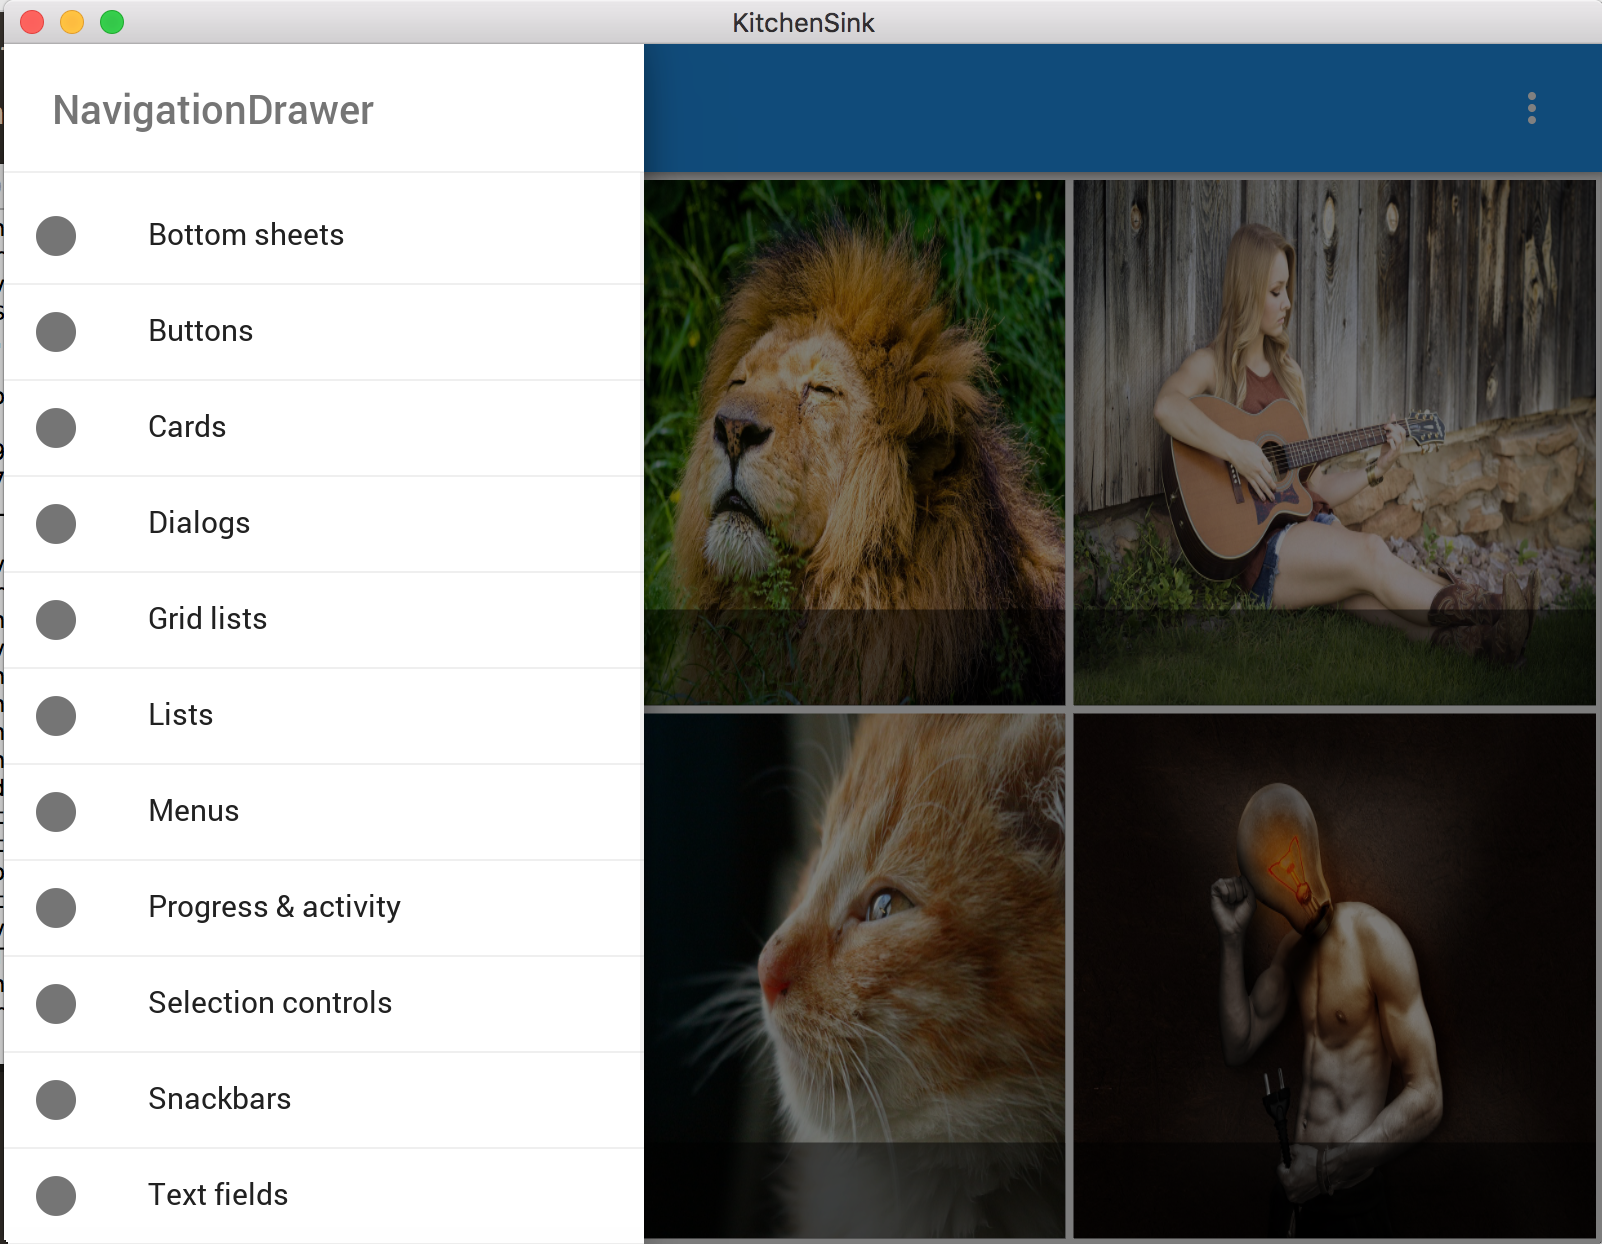 KitchenSink
NavigationDrawer
Bottom sheets
Buttons
Cards
Dialogs
Grid lists
Lists
Menus
Progress & activity
Selection controls
Snackbars
Text fields